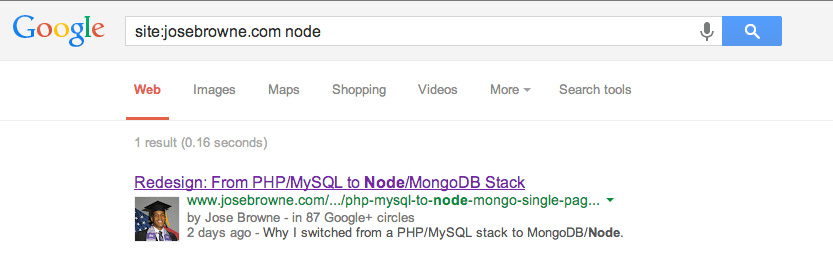 Google
site:josebrowne.com node
Web Images Maps Shopping Videos More Search tools
1 result (0.16 seconds)
Redesign: From PHP/MySQL to Node/MongoDB Stack
www.josebrowne.com/.../php-mysql-to-node-mongo-single-pag...
by Jose Browne - in 87 Google+ circles
2 days ago - Why I switched from a PHP/MySQL stack to MongoDB/Node.